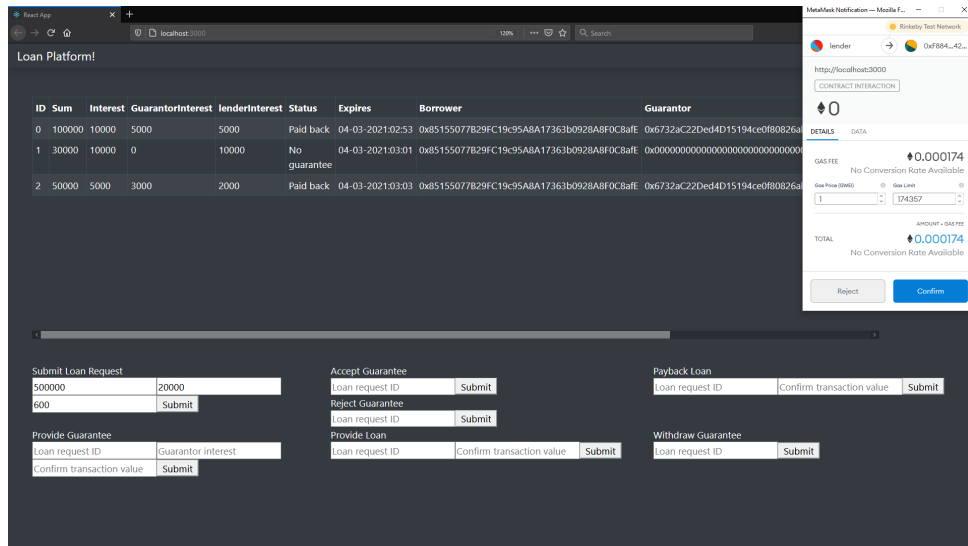 React App
localhost:3000
120%
Search
Loan Platform!
ID Sum Interest GuarantorInterest lenderInterest Status Expires Borrower Guarantor
0 100000 10000 5000 5000 Paid back 04-03-2021:02:53 0x85155077B29FC19c95A8A17363b0928A8F0C8afE 0x6732aC22Ded4D15194ce0f80826a
1 30000 10000 0 10000 No guarantee 04-03-2021:03:01 0x85155077B29FC19c95A8A17363b0928A8F0C8afE
2 50000 5000 3000 2000 Paid back 04-03-2021:03:03 0x85155077B29FC19c95A8A17363b0928A8F0C8afE 0x6732aC22Ded4D15194ce0f80826a
Submit Loan Request
500000 20000
600 Submit
Provide Guarantee
Loan request ID Guarantor interest
Confirm transaction value Submit
Accept Guarantee
Loan request ID Submit
Reject Guarantee
Loan request ID Submit
Provide Loan
Loan request ID Confirm transaction value Submit
Payback Loan
Loan request ID Confirm transaction value Submit
Withdraw Guarantee
Loan request ID Submit
MetaMask Notification — Mozilla F...
Rinkeby Test Network
lender 0xF884...42...
http://localhost:3000
CONTRACT INTERACTION
0
DETAILS DATA
GAS FEE 0.000174
No Conversion Rate Available
Gas Price (GWEI) Gas Limit
1 174357
AMOUNT + GAS FEE
TOTAL 0.000174
No Conversion Rate Available
Reject Confirm